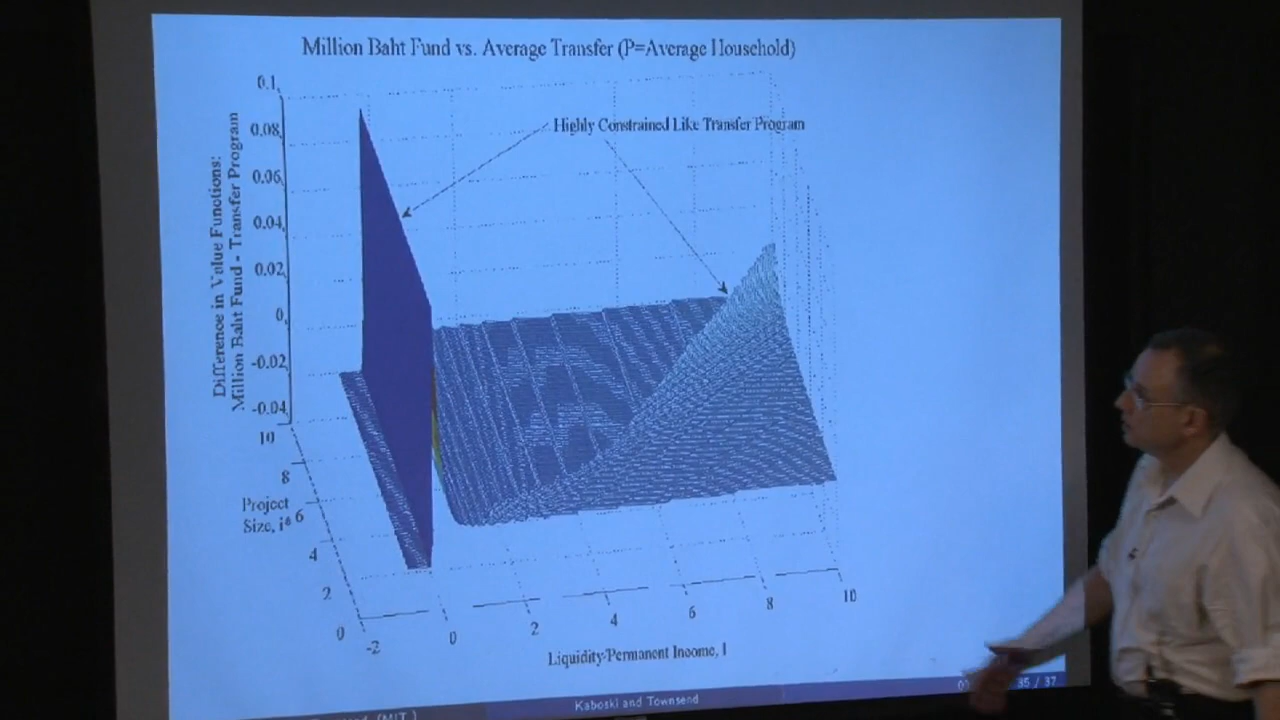 Million Baht Fund vs. Average Transfer (P=Average Household)
Highly Constrained Like Transfer Program
Difference in Value Functions:
Million Baht Fund - Transfer Program
0.1
0.08
0.06
0.04
0.02
0
-0.02
-0.04
10
8
6
4
2
0
Project
Size, i*
-2
0
2
4
6
8
10
Liquidity-Permanent Income, l
(MIT)
Kaboski and Townsend
35 / 37